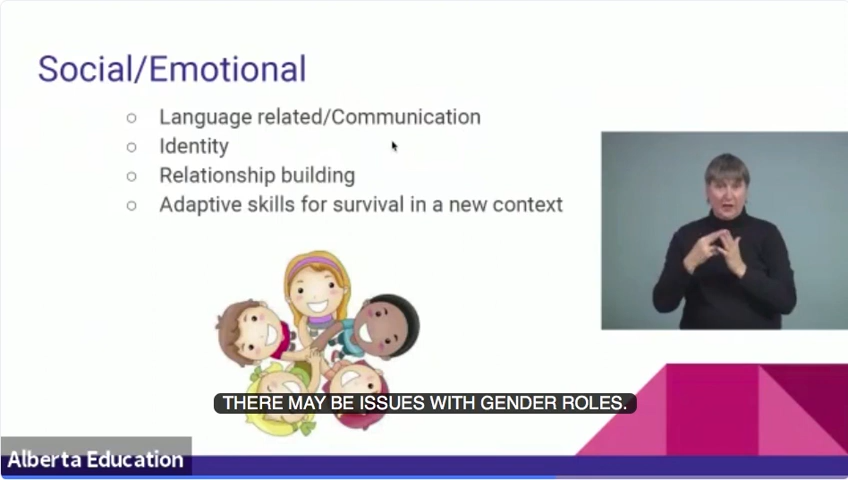 Social/Emotional
Language related/Communication
Identity
Relationship building
Adaptive skills for survival in a new context
THERE MAY BE ISSUES WITH GENDER ROLES.
Alberta Education